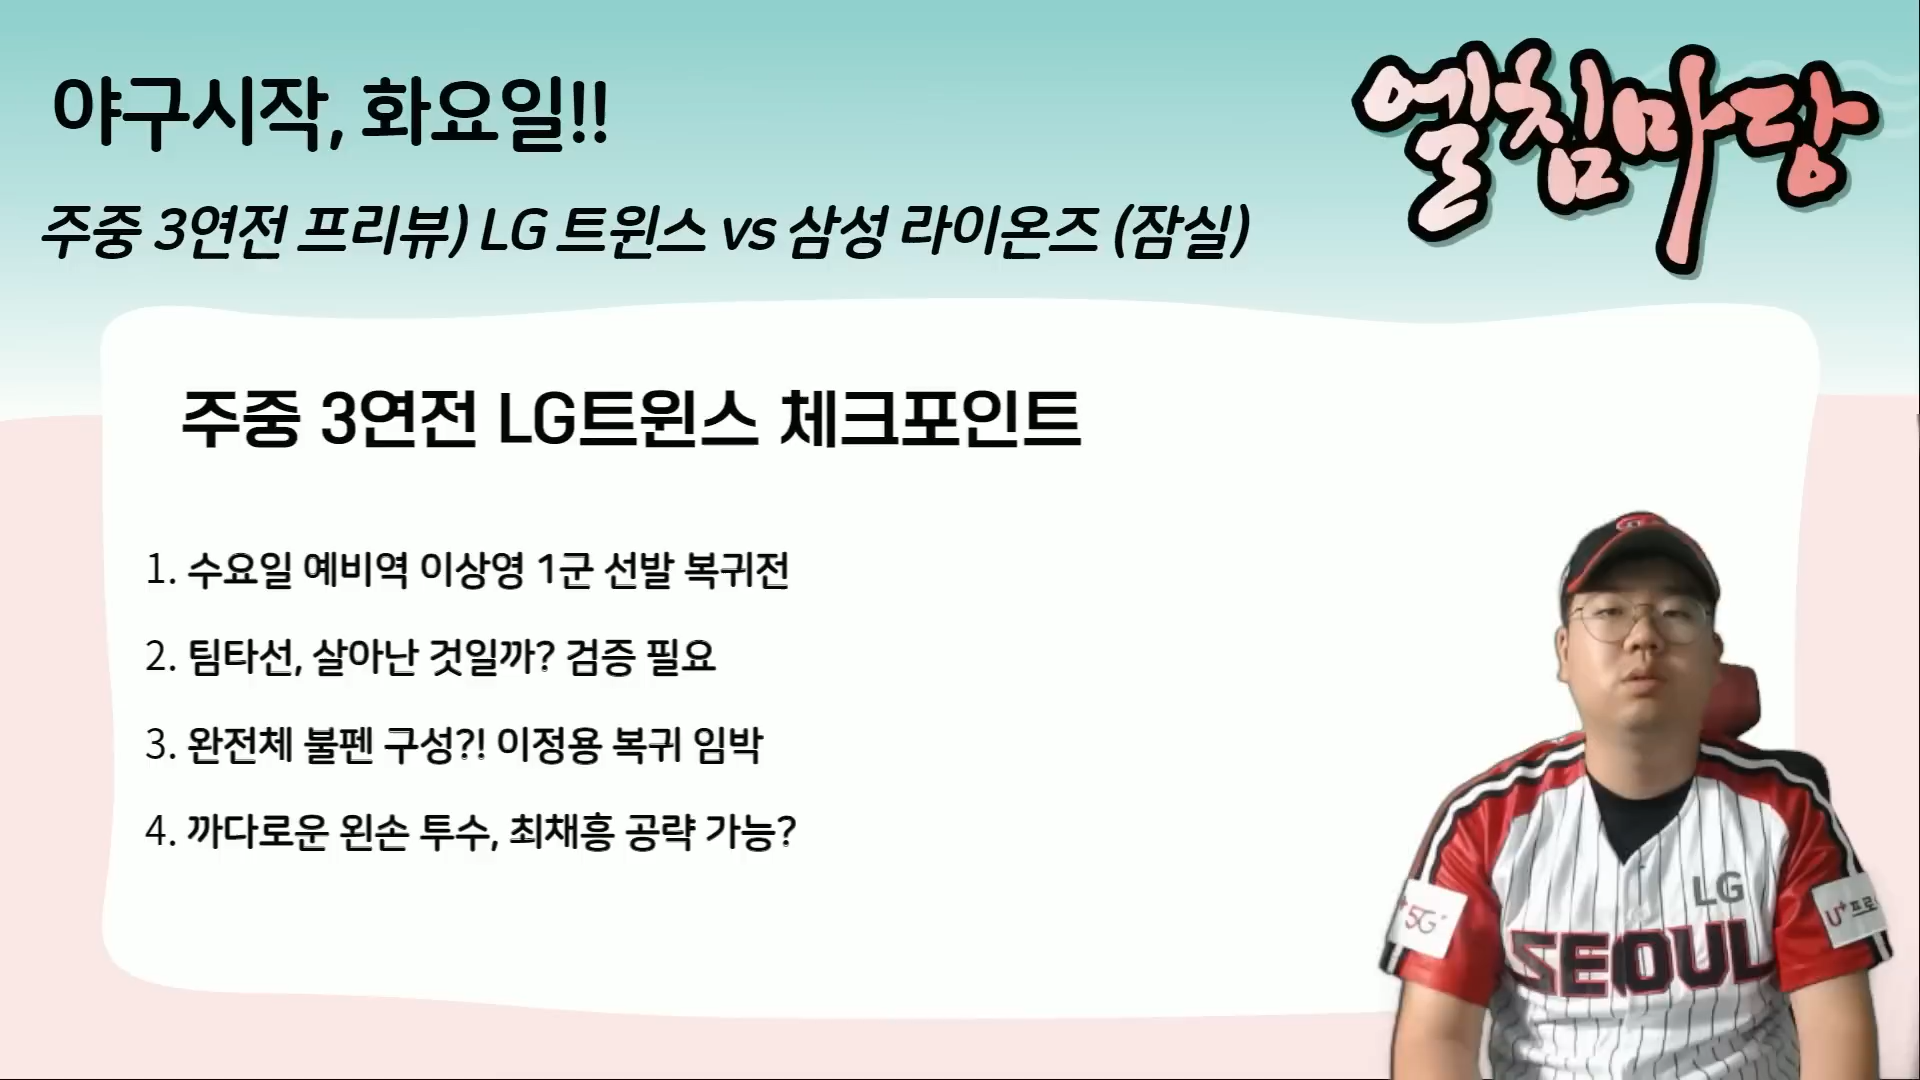 야구시작, 화요일!!
엘침마당
주중 3연전 프리뷰) LG 트윈스 vs 삼성 라이온즈 (잠실)
주중 3연전 LG트윈스 체크포인트
1. 수요일 예비역 이상영 1군 선발 복귀전
2. 팀타선, 살아난 것일까? 검증 필요
3. 완전체 불펜 구성?! 이정용 복귀 임박
4. 까다로운 왼손 투수, 최채흥 공략 가능?
LG
SEOUL
5G
U+프로